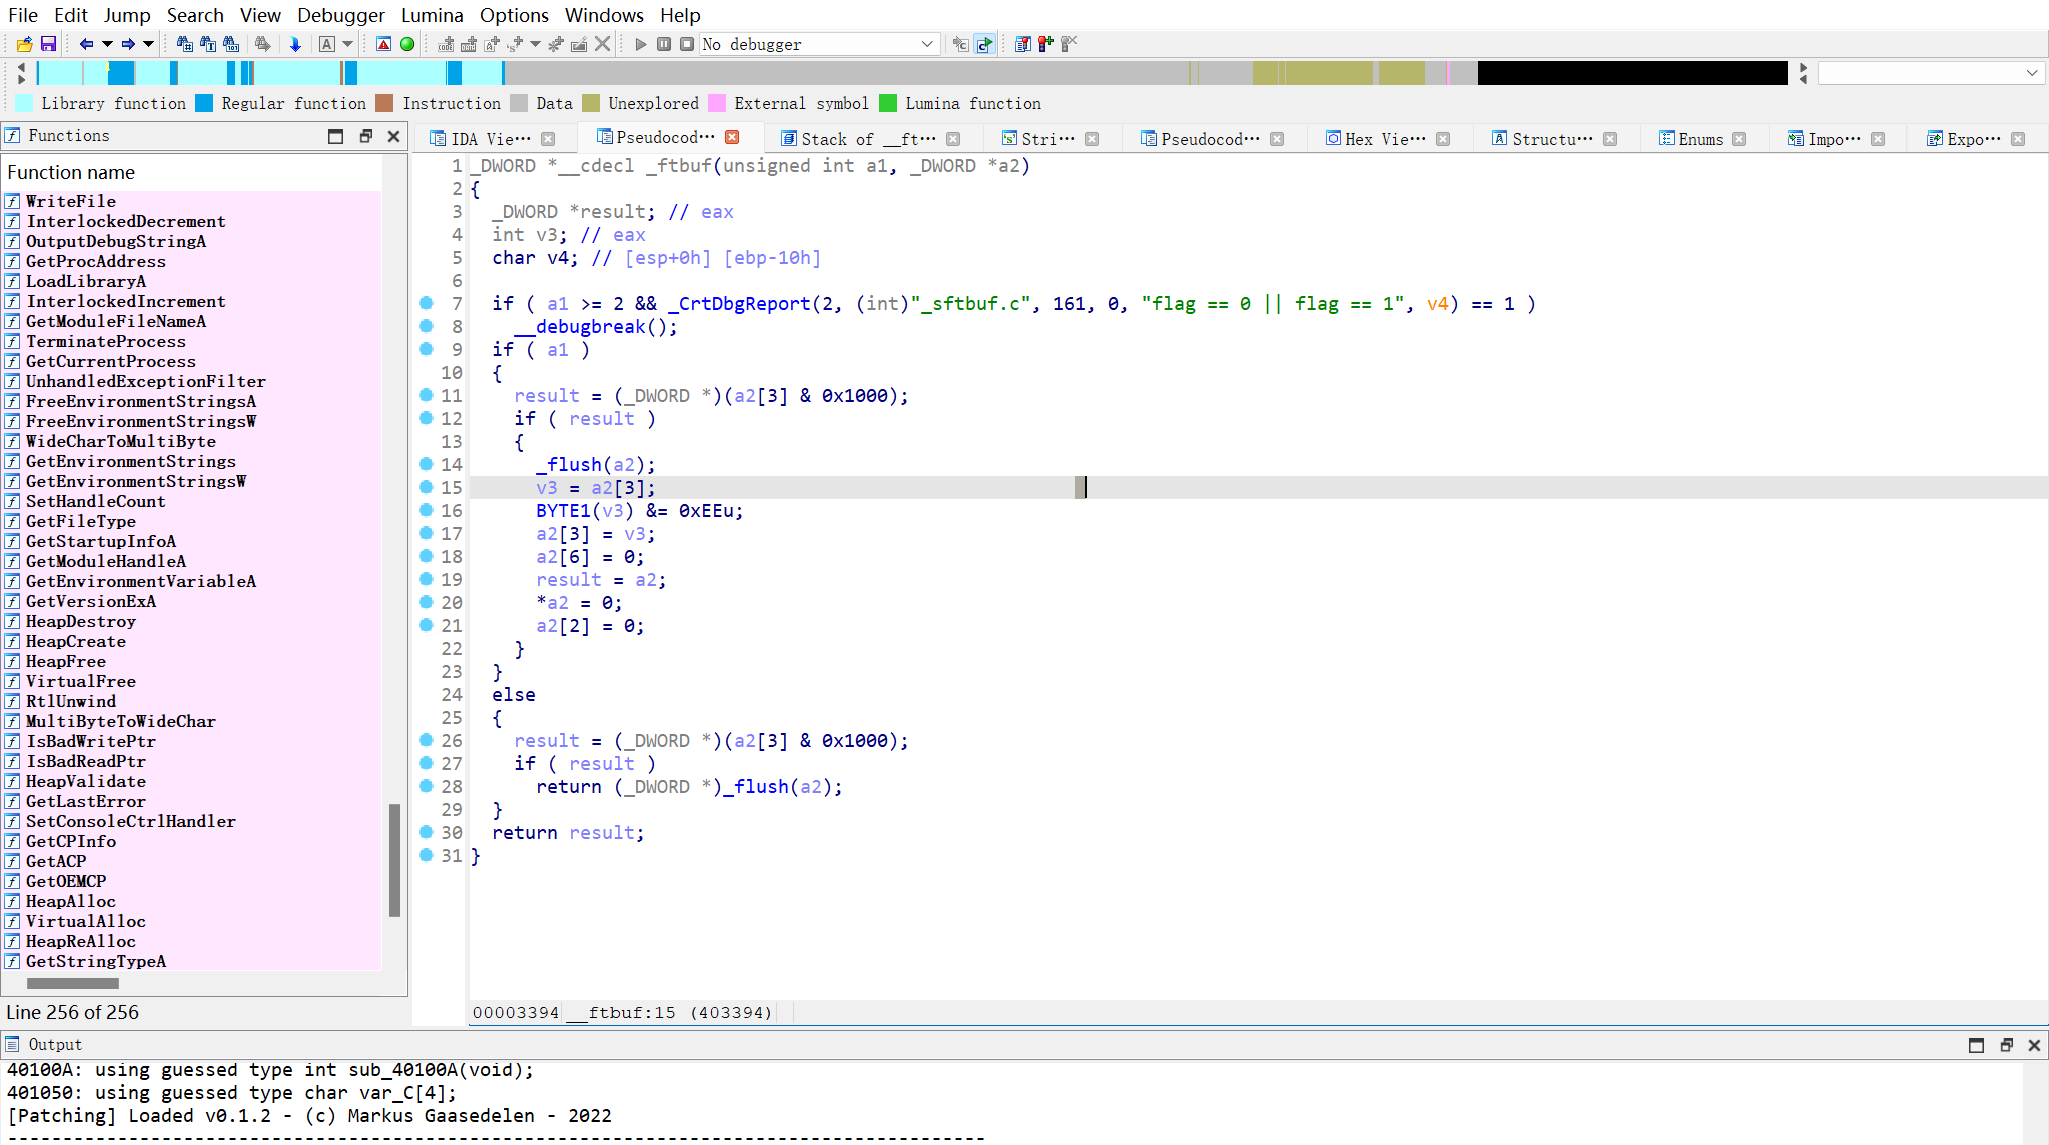 File Edit Jump Search View Debugger Lumina Options Windows Help
No debugger
Library function Regular function Instruction Data Unexplored External symbol Lumina function
Functions
IDA Vie··· Pseudocod··· Stack of __ft··· Stri··· Pseudocod··· Hex Vie··· Structu··· Enums Impo··· Expo···
Function name
WriteFile
InterlockedDecrement
OutputDebugStringA
GetProcAddress
LoadLibraryA
InterlockedIncrement
GetModuleFileNameA
TerminateProcess
GetCurrentProcess
UnhandledExceptionFilter
FreeEnvironmentStringsA
FreeEnvironmentStringsW
WideCharToMultiByte
GetEnvironmentStrings
GetEnvironmentStringsW
SetHandleCount
GetFileType
GetStartupInfoA
GetModuleHandleA
GetEnvironmentVariableA
GetVersionExA
HeapDestroy
HeapCreate
HeapFree
VirtualFree
RtlUnwind
MultiByteToWideChar
IsBadWritePtr
IsBadReadPtr
HeapValidate
GetLastError
SetConsoleCtrlHandler
GetCPInfo
GetACP
GetOEMCP
HeapAlloc
VirtualAlloc
HeapReAlloc
GetStringTypeA
Line 256 of 256
1 _DWORD *__cdecl _ftbuf(unsigned int a1, _DWORD *a2)
2 {
3 _DWORD *result; // eax
4 int v3; // eax
5 char v4; // [esp+0h] [ebp-10h]
6
7 if ( a1 >= 2 && _CrtDbgReport(2, (int)"_sftbuf.c", 161, 0, "flag == 0 || flag == 1", v4) == 1 )
8 __debugbreak();
9 if ( a1 )
10 {
11 result = (_DWORD *)(a2[3] & 0x1000);
12 if ( result )
13 {
14 _flush(a2);
15 v3 = a2[3];
16 BYTE1(v3) &= 0xEEu;
17 a2[3] = v3;
18 a2[6] = 0;
19 result = a2;
20 *a2 = 0;
21 a2[2] = 0;
22 }
23 }
24 else
25 {
26 result = (_DWORD *)(a2[3] & 0x1000);
27 if ( result )
28 return (_DWORD *)_flush(a2);
29 }
30 return result;
31 }
00003394 __ftbuf:15 (403394)
Output
40100A: using guessed type int sub_40100A(void);
401050: using guessed type char var_C[4];
[Patching] Loaded v0.1.2 - (c) Markus Gaasedelen - 2022
-----------------------------------------------------------------------------------------